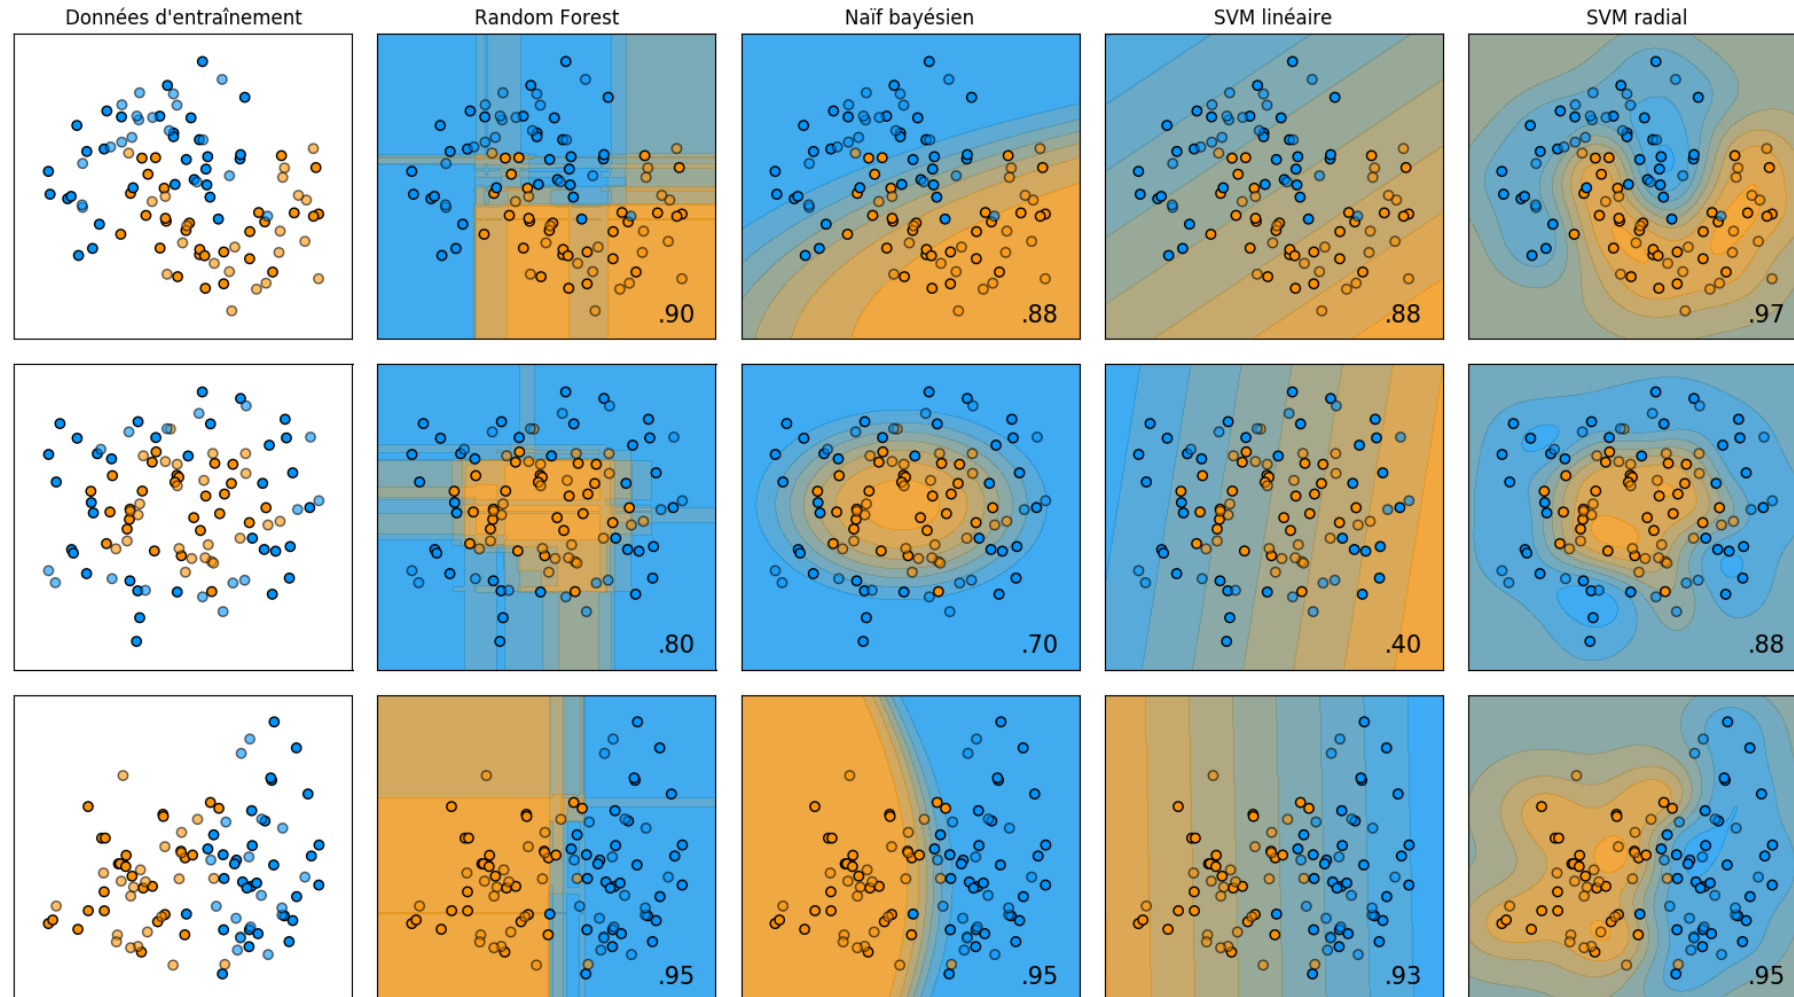 Données d'entraînement Random Forest Naïf bayésien SVM linéaire SVM radial
.90 .88 .88 .97
.80 .70 .40 .88
.95 .95 .93 .95